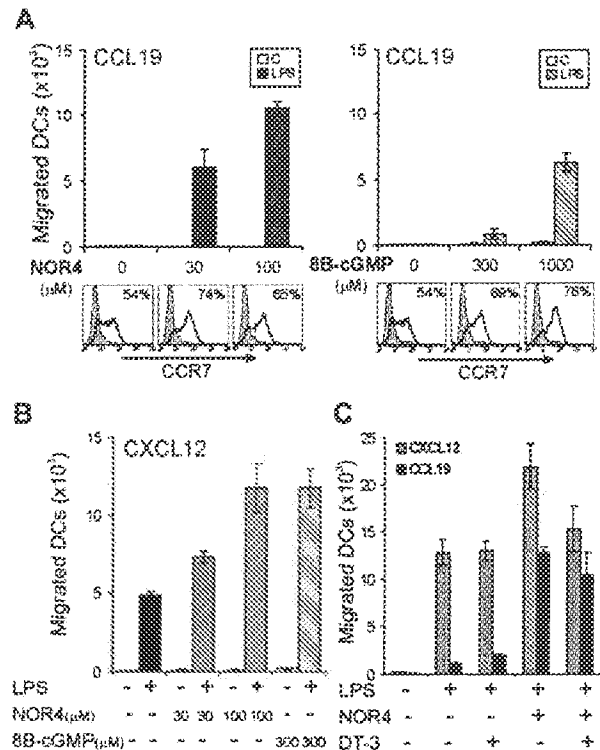 A
CCL19
C
LPS
CCL19
C
LPS
Migrated DCs (x10³)
15
10
5
0
15
10
5
0
NOR4 (μM)
0 30 100
8B-cGMP (μM)
0 300 1000
54% 74% 65%
54% 69% 76%
CCR7
CCR7
B
CXCL12
Migrated DCs (x10³)
15
10
5
0
LPS - + - + - + - +
NOR4(μM) - - 30 30 100 100 - -
8B-cGMP(μM) - - - - - - 300 300
C
CXCL12
CCL19
Migrated DCs (x10³)
25
20
15
10
5
0
LPS - + + + +
NOR4 - - - + +
DT-3 - - + - +